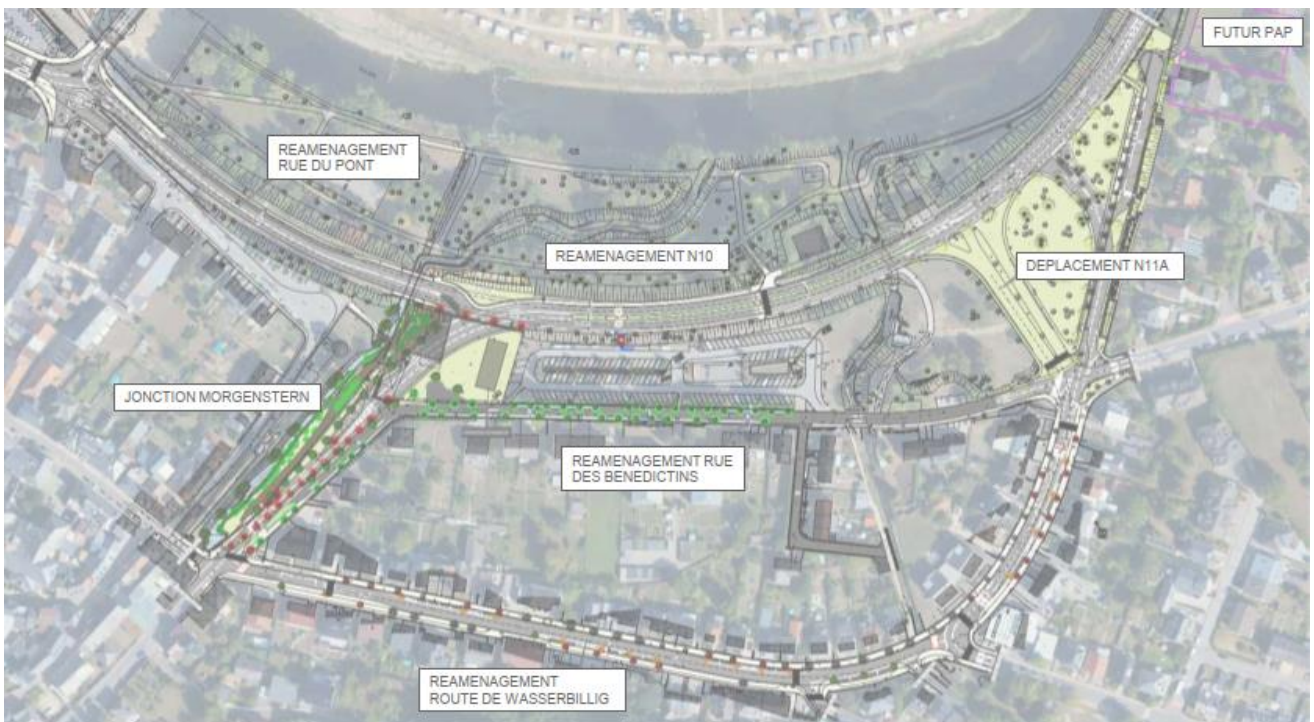 FUTUR PAP
REAMENAGEMENT
RUE DU PONT
REAMENAGEMENT N10
DEPLACEMENT N11A
JONCTION MORGENSTERN
REAMENAGEMENT RUE
DES BENEDICTINS
REAMENAGEMENT
ROUTE DE WASSERBILLIG